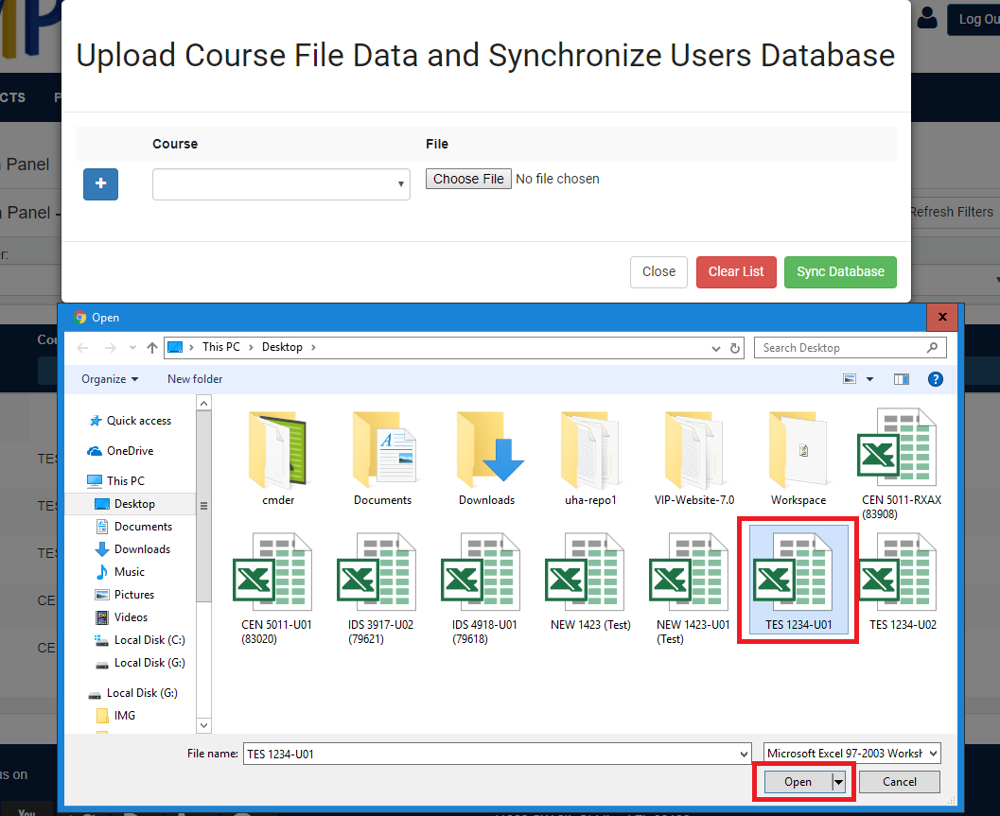 MP
Log Ou
Upload Course File Data and Synchronize Users Database
CTS
P
Course
File
Panel
+
Choose File No file chosen
Panel -
Refresh Filters
r:
Close
Clear List
Sync Database
Open
Cou
This PC > Desktop >
Search Desktop
Organize
New folder
?
Quick access
OneDrive
This PC
Desktop
Documents
Downloads
Music
Pictures
Videos
Local Disk (C:)
Local Disk (G:)
Local Disk (G:)
IMG
cmder
Documents
Downloads
uha-repo1
VIP-Website-7.0
Workspace
CEN 5011-RXAX
(83908)
CEN 5011-U01
(83020)
IDS 3917-U02
(79621)
IDS 4918-U01
(79618)
NEW 1423 (Test)
NEW 1423-U01
(Test)
TES 1234-U01
TES 1234-U02
TES
TES
TES
CE
CE
File name:
TES 1234-U01
Microsoft Excel 97-2003 Worksh
Open
Cancel
us on
You